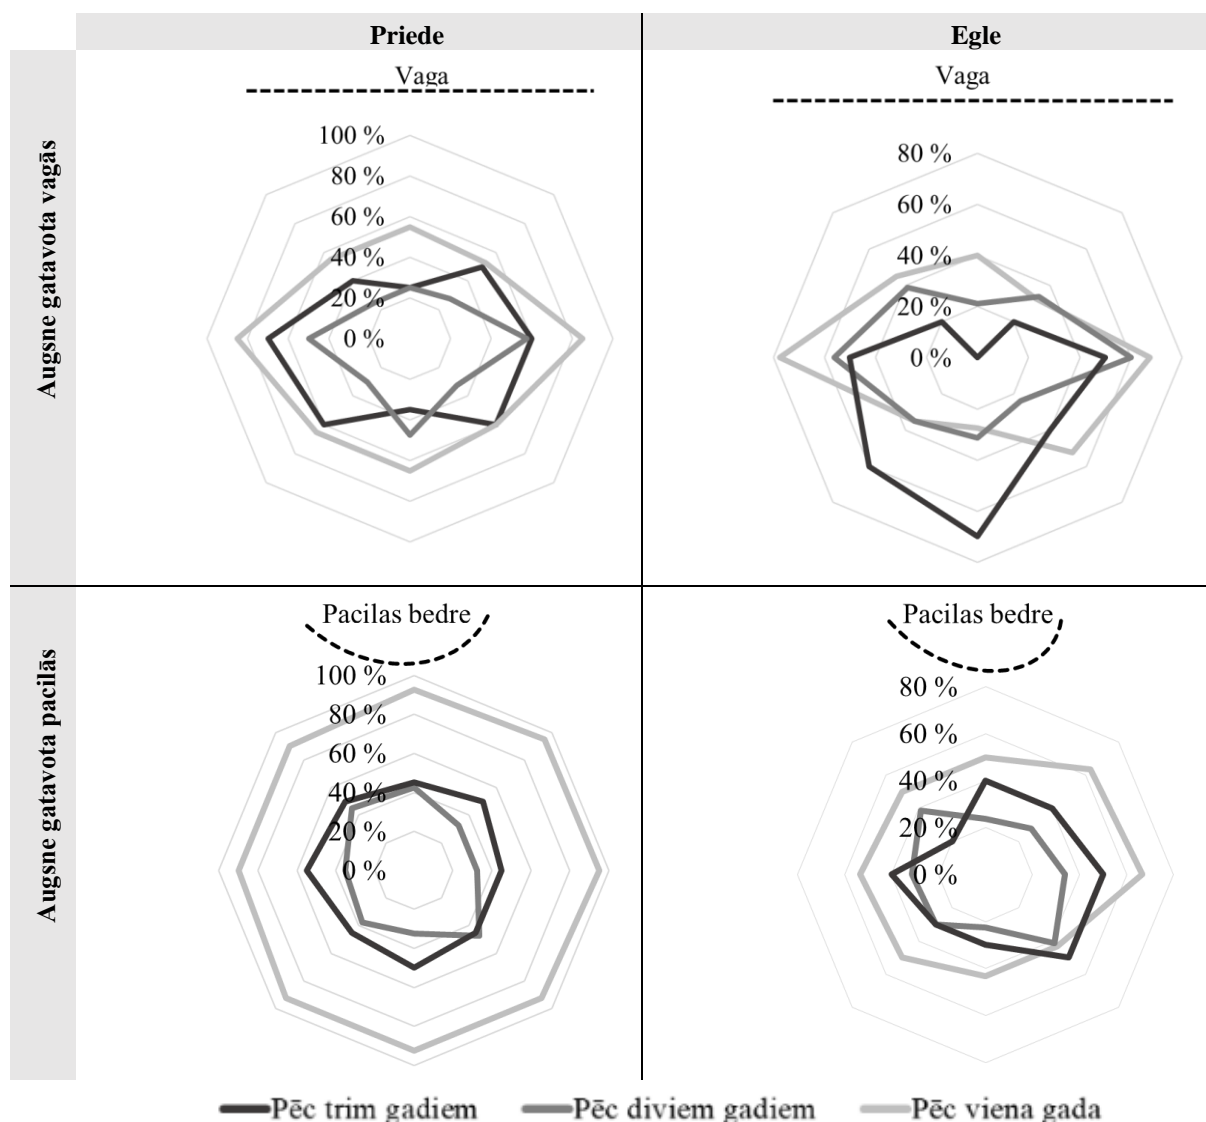 Priede
Egle
Augsne gatavota vagās
Vaga
100 %
80 %
60 %
40 %
20 %
0 %
Vaga
80 %
60 %
40 %
20 %
0 %
Augsne gatavota pacilās
Pacilas bedre
100 %
80 %
60 %
40 %
20 %
0 %
Pacilas bedre
80 %
60 %
40 %
20 %
0 %
Pēc trim gadiem
Pēc diviem gadiem
Pēc viena gada